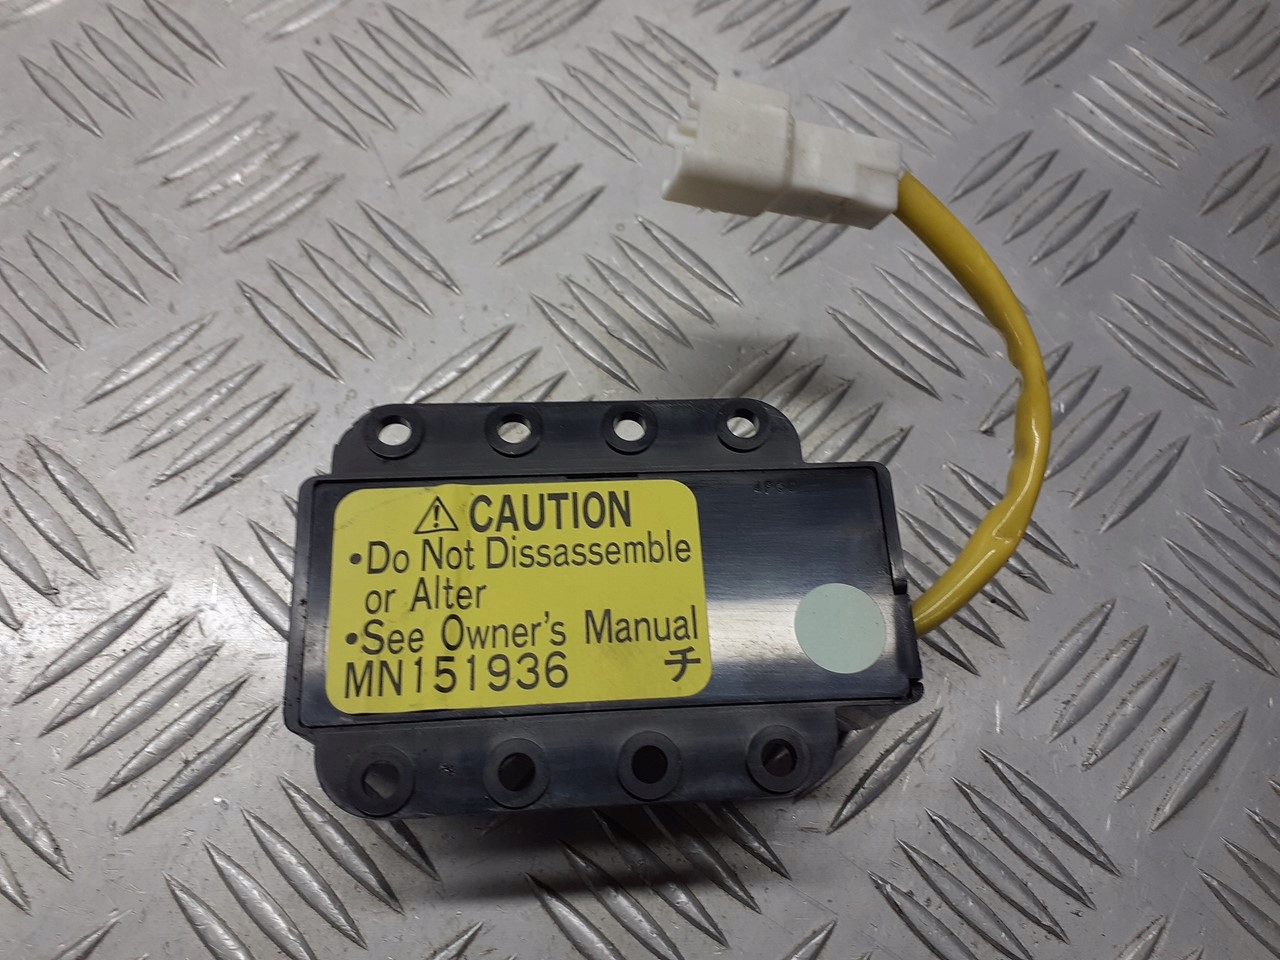 ⚠ CAUTION
•Do Not Dissassemble
or Alter
•See Owner's Manual
MN151936 チ